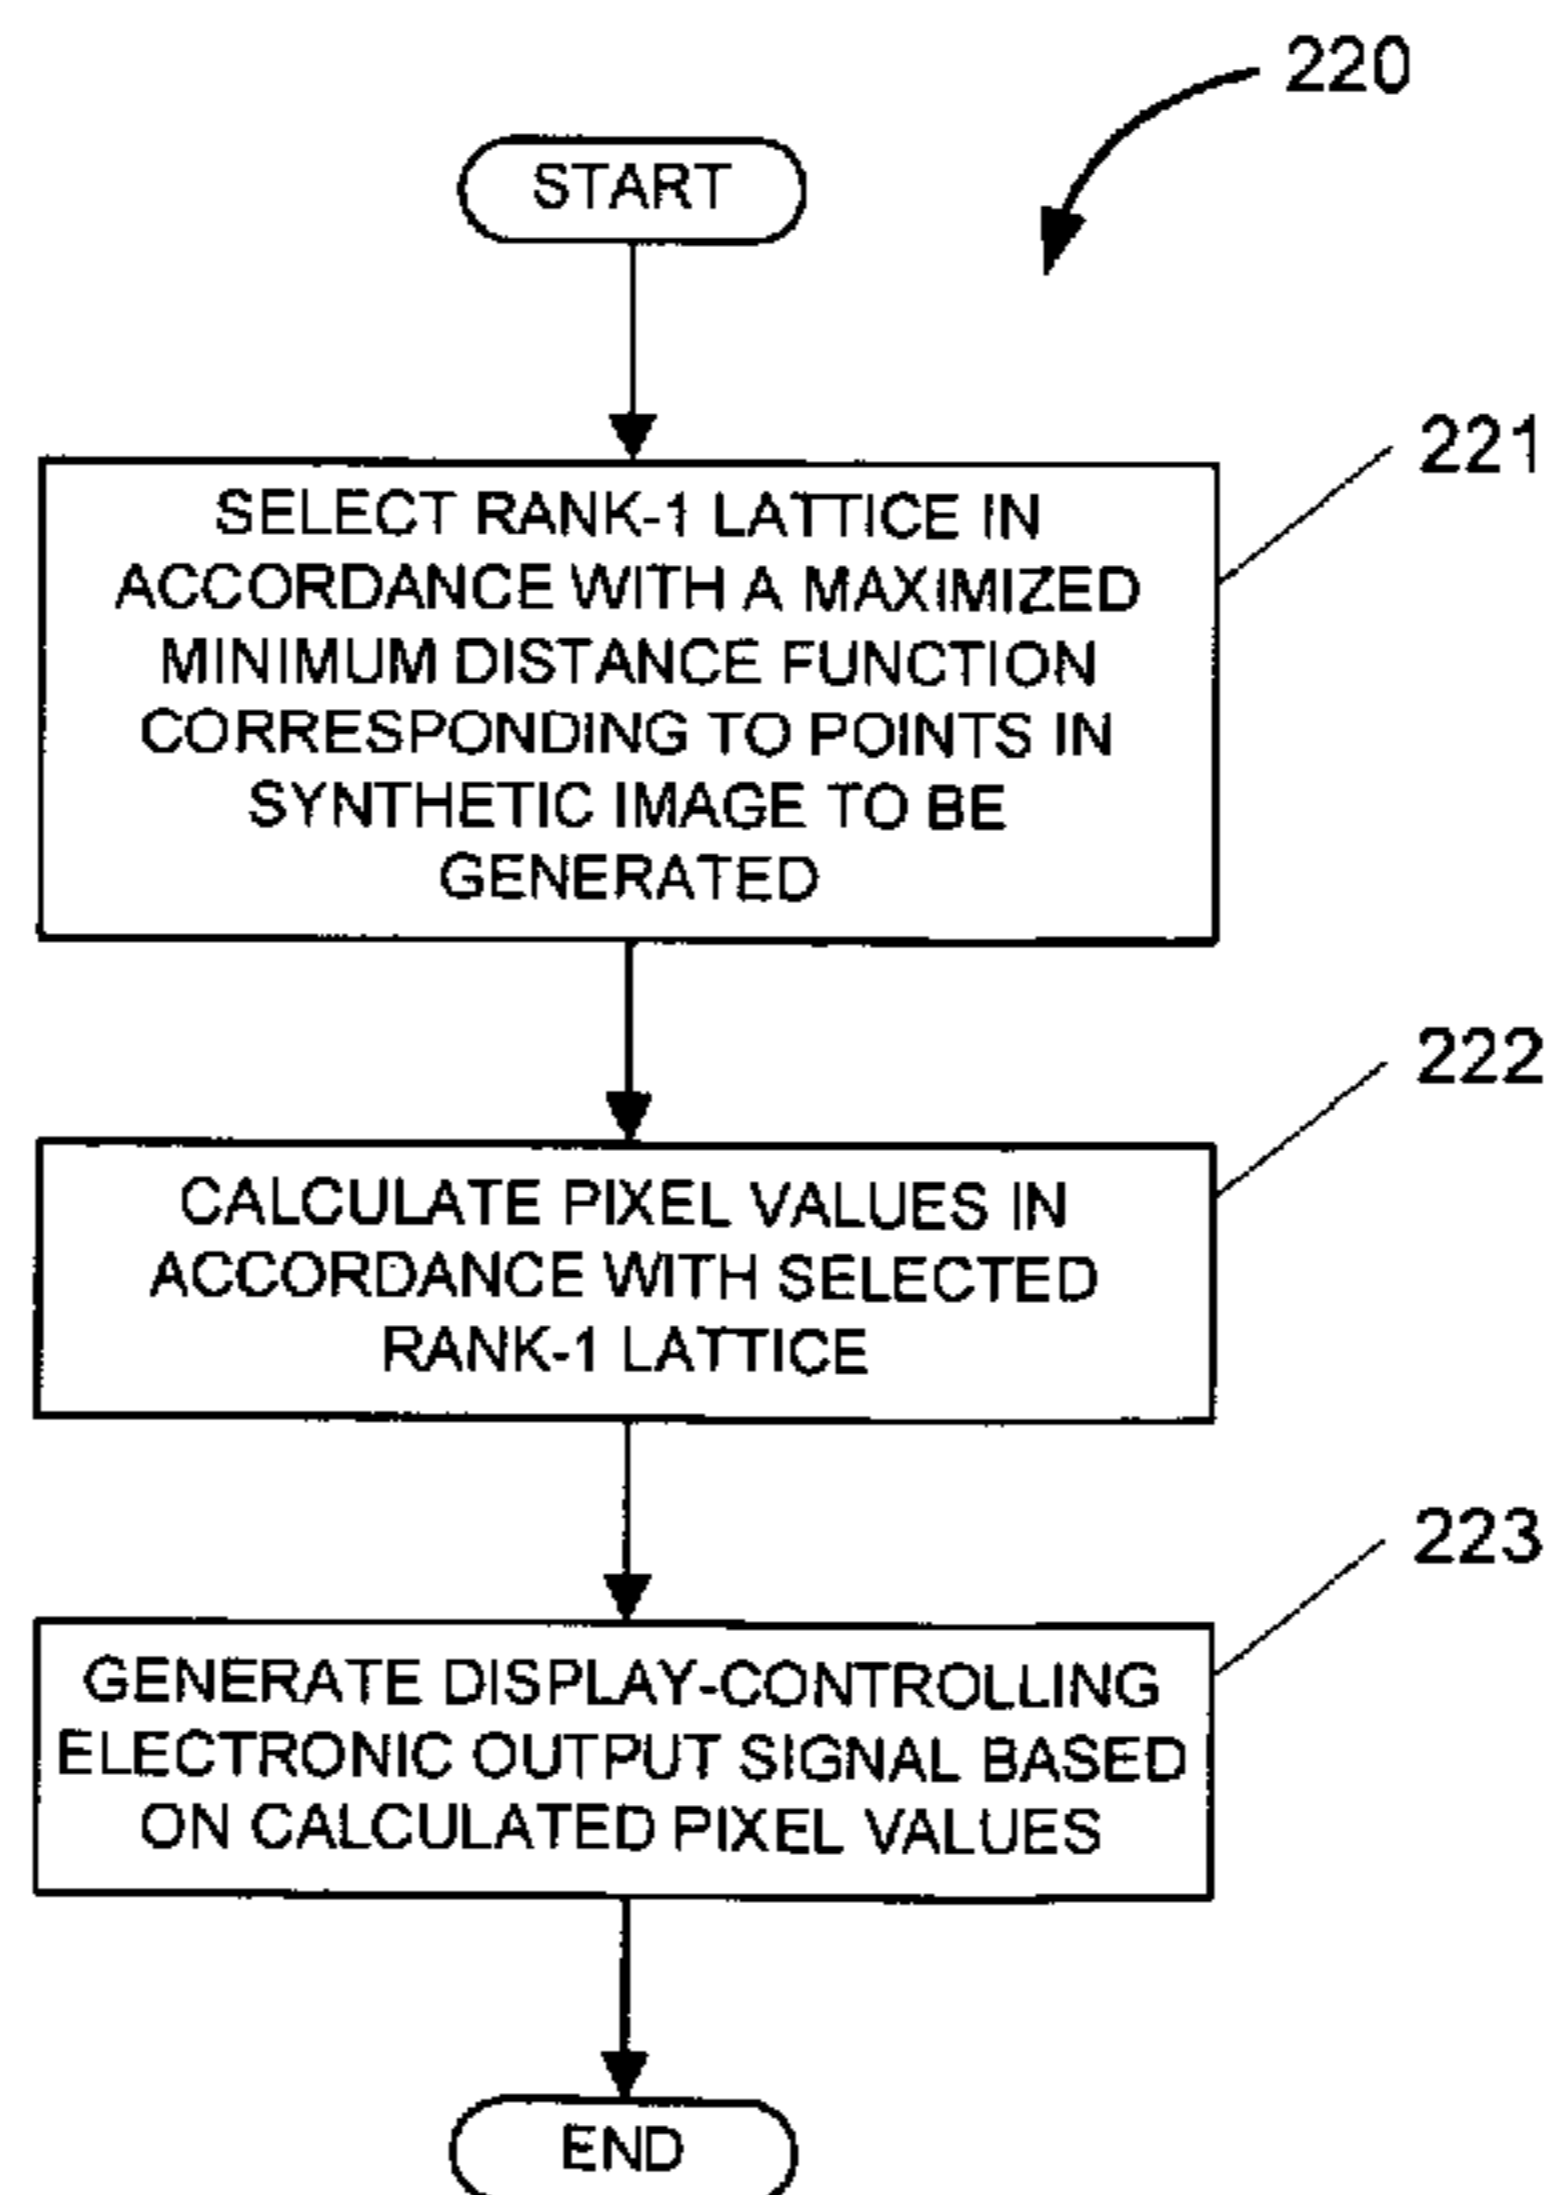 220
START
221
SELECT RANK-1 LATTICE IN
ACCORDANCE WITH A MAXIMIZED
MINIMUM DISTANCE FUNCTION
CORRESPONDING TO POINTS IN
SYNTHETIC IMAGE TO BE
GENERATED
222
CALCULATE PIXEL VALUES IN
ACCORDANCE WITH SELECTED
RANK-1 LATTICE
223
GENERATE DISPLAY-CONTROLLING
ELECTRONIC OUTPUT SIGNAL BASED
ON CALCULATED PIXEL VALUES
END